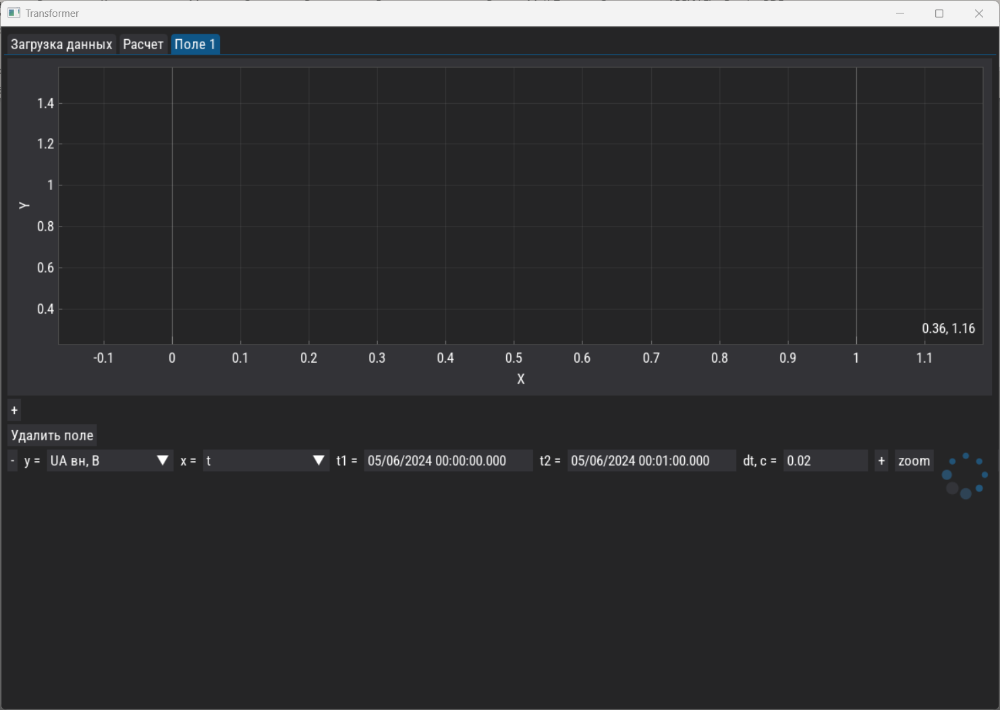 Transformer
Загрузка данных Расчет Поле 1
1.4
1.2
1
0.8
0.6
0.4
Y
0.36, 1.16
-0.1 0 0.1 0.2 0.3 0.4 0.5 0.6 0.7 0.8 0.9 1 1.1
X
+
Удалить поле
- y = UA вн, В x = t t1 = 05/06/2024 00:00:00.000 t2 = 05/06/2024 00:01:00.000 dt, c = 0.02 + zoom